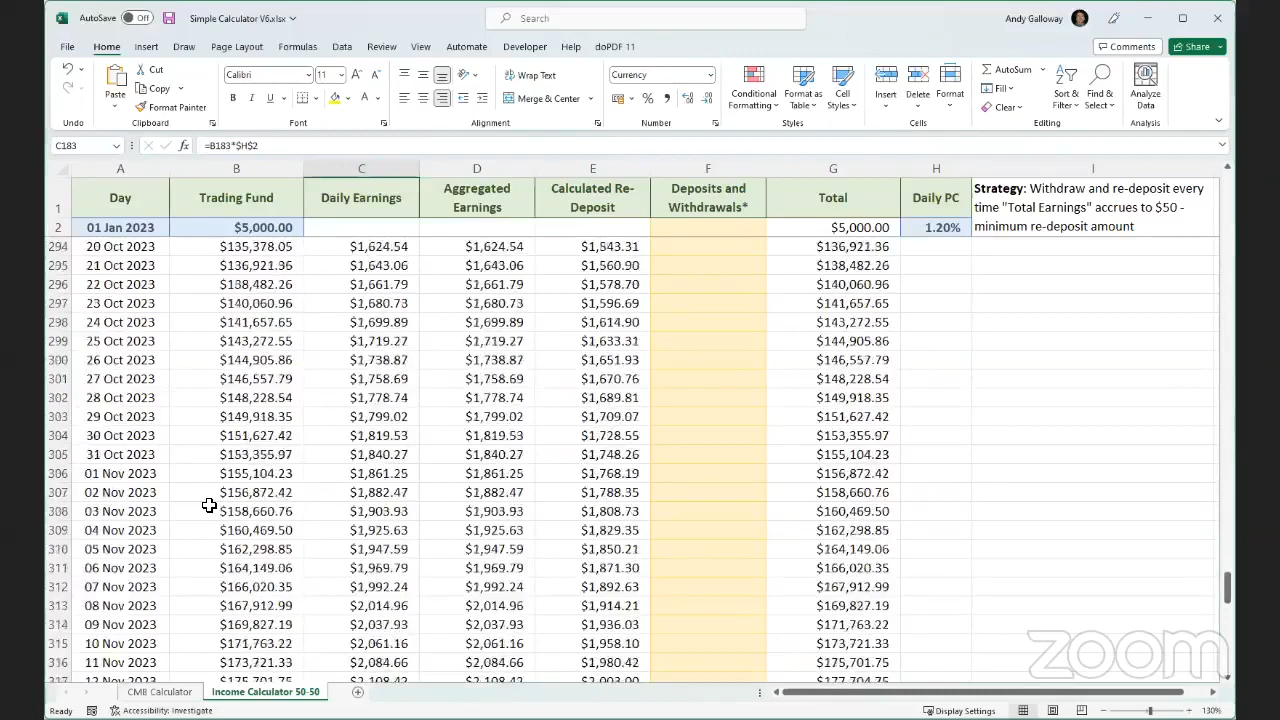 AutoSave Off Simple Calculator V6.xlsx Search Andy Galloway
File Home Insert Draw Page Layout Formulas Data Review View Automate Developer Help doPDF 11 Comments Share
Paste Cut Copy Format Painter Calibri 11 Wrap Text Merge & Center Currency Conditional Formatting Format as Table Cell Styles Insert Delete Format AutoSum Fill Clear Sort & Filter Find & Select Analyze Data
Undo Clipboard Font Alignment Number Styles Cells Editing Analysis
C183 =B183*$H$2
A B C D E F G H I
1 Day Trading Fund Daily Earnings Aggregated Earnings Calculated Re-Deposit Deposits and Withdrawals* Total Daily PC Strategy: Withdraw and re-deposit every time "Total Earnings" accrues to $50 - minimum re-deposit amount
2 01 Jan 2023 $5,000.00 $5,000.00 1.20%
294 20 Oct 2023 $135,378.05 $1,624.54 $1,624.54 $1,543.31 $136,921.36
295 21 Oct 2023 $136,921.36 $1,643.06 $1,643.06 $1,560.90 $138,482.26
296 22 Oct 2023 $138,482.26 $1,661.79 $1,661.79 $1,578.70 $140,060.96
297 23 Oct 2023 $140,060.96 $1,680.73 $1,680.73 $1,596.69 $141,657.65
298 24 Oct 2023 $141,657.65 $1,699.89 $1,699.89 $1,614.90 $143,272.55
299 25 Oct 2023 $143,272.55 $1,719.27 $1,719.27 $1,633.31 $144,905.86
300 26 Oct 2023 $144,905.86 $1,738.87 $1,738.87 $1,651.93 $146,557.79
301 27 Oct 2023 $146,557.79 $1,758.69 $1,758.69 $1,670.76 $148,228.54
302 28 Oct 2023 $148,228.54 $1,778.74 $1,778.74 $1,689.81 $149,918.35
303 29 Oct 2023 $149,918.35 $1,799.02 $1,799.02 $1,709.07 $151,627.42
304 30 Oct 2023 $151,627.42 $1,819.53 $1,819.53 $1,728.55 $153,355.97
305 31 Oct 2023 $153,355.97 $1,840.27 $1,840.27 $1,748.26 $155,104.23
306 01 Nov 2023 $155,104.23 $1,861.25 $1,861.25 $1,768.19 $156,872.42
307 02 Nov 2023 $156,872.42 $1,882.47 $1,882.47 $1,788.35 $158,660.76
308 03 Nov 2023 $158,660.76 $1,903.93 $1,903.93 $1,808.73 $160,469.50
309 04 Nov 2023 $160,469.50 $1,925.63 $1,925.63 $1,829.35 $162,298.85
310 05 Nov 2023 $162,298.85 $1,947.59 $1,947.59 $1,850.21 $164,149.06
311 06 Nov 2023 $164,149.06 $1,969.79 $1,969.79 $1,871.30 $166,020.35
312 07 Nov 2023 $166,020.35 $1,992.24 $1,992.24 $1,892.63 $167,912.99
313 08 Nov 2023 $167,912.99 $2,014.96 $2,014.96 $1,914.21 $169,827.19
314 09 Nov 2023 $169,827.19 $2,037.93 $2,037.93 $1,936.03 $171,763.22
315 10 Nov 2023 $171,763.22 $2,061.16 $2,061.16 $1,958.10 $173,721.33
316 11 Nov 2023 $173,721.33 $2,084.66 $2,084.66 $1,980.42 $175,701.75
317 12 Nov 2023 $175,701.75 $2,108.42 $2,108.42 $2,003.00 $177,704.75
zoom
CMB Calculator Income Calculator 50-50
Ready Accessibility: Investigate Display Settings 130%